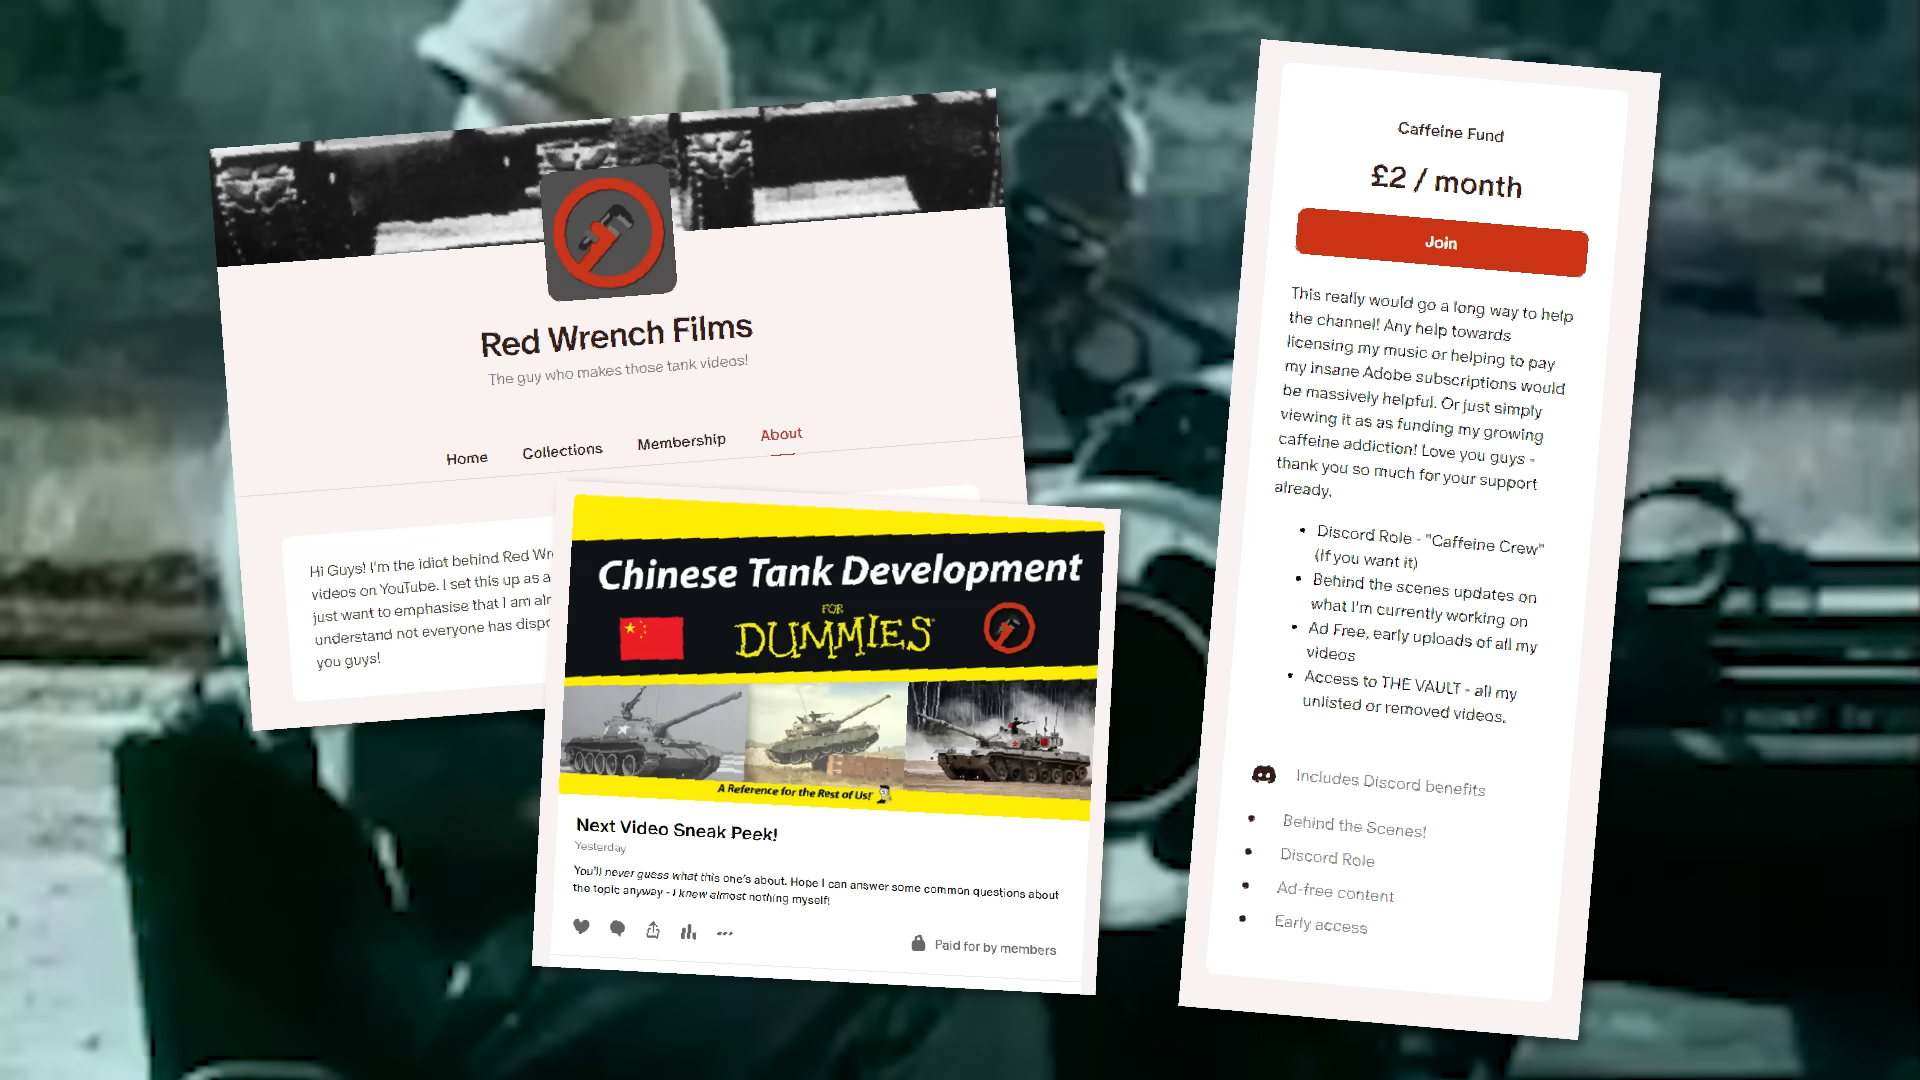 Red Wrench Films
The guy who makes those tank videos!
Home Collections Membership About
Hi Guys! I'm the idiot behind Red
videos on YouTube. I set this up as a
just want to emphasise that I am
understand not everyone has
you guys!
Chinese Tank Development
FOR
DUMMIES
A Reference for the Rest of Us!
Next Video Sneak Peek!
Yesterday
You'll never guess what this one's about. Hope I can answer some common questions about
the topic anyway - I knew almost nothing myself!
Paid for by members
Caffeine Fund
£2 / month
Join
This really would go a long way to help
the channel! Any help towards
licensing my music or helping to pay
my insane Adobe subscriptions would
be massively helpful. Or just simply
viewing it as as funding my growing
caffeine addiction! Love you guys -
thank you so much for your support
already.
• Discord Role - "Caffeine Crew"
(If you want it)
• Behind the scenes updates on
what I'm currently working on
• Ad Free, early uploads of all my
videos
• Access to THE VAULT - all my
unlisted or removed videos.
Includes Discord benefits
• Behind the Scenes!
• Discord Role
• Ad-free content
• Early access